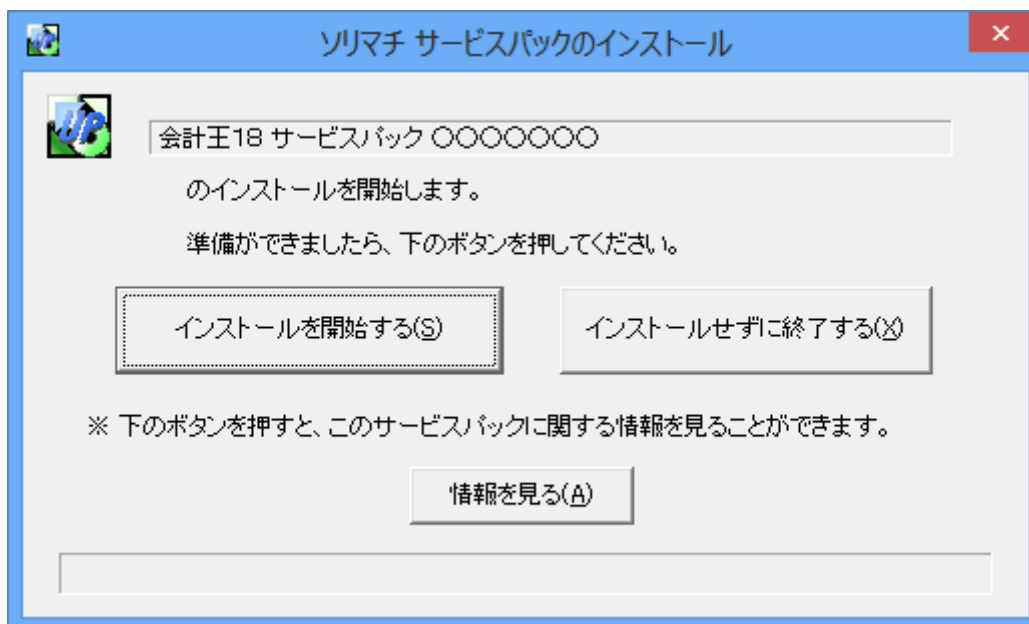 ソリマチ サービスパックのインストール
UP
会計王18 サービスパック 〇〇〇〇〇〇〇
のインストールを開始します。
準備ができましたら、下のボタンを押してください。
インストールを開始する(S)
インストールせずに終了する(X)
※ 下のボタンを押すと、このサービスパックに関する情報を見ることができます。
情報を見る(A)